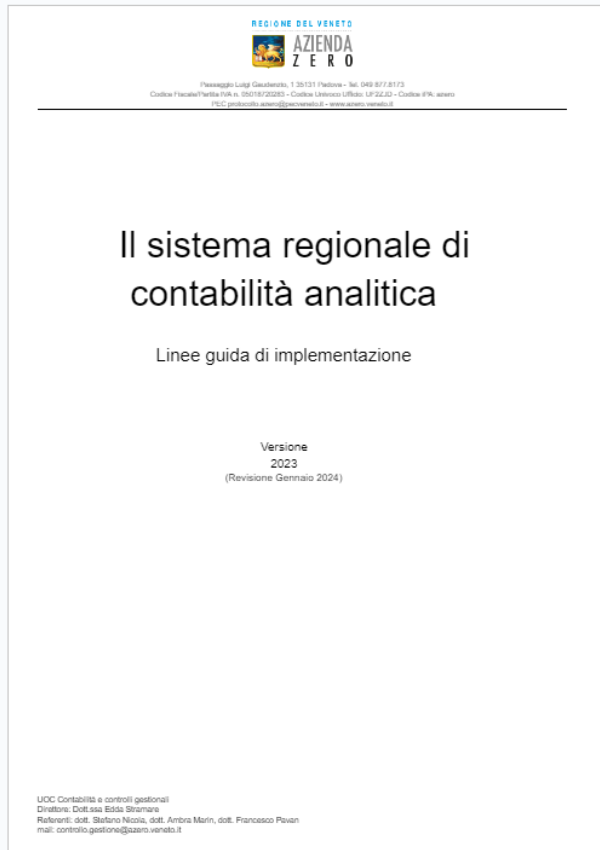 REGIONE DEL VENETO
AZIENDA
ZERO
Passaggio Luigi Gaudenzio, 1 35131 Padova - Tel. 049 877.8173
Codice Fiscale/Partita IVA n. 05018720283 - Codice Univoco Ufficio: UF2ZJD - Codice iPA: azero
PEC protocollo.azero@pecveneto.it - www.azero.veneto.it
Il sistema regionale di
contabilità analitica
Linee guida di implementazione
Versione
2023
(Revisione Gennaio 2024)
UOC Contabilità e controlli gestionali
Direttore: Dott.ssa Edda Stramare
Referenti: dott. Stefano Nicola, dott. Ambra Marin, dott. Francesco Pavan
mail: controllo.gestione@azero.veneto.it